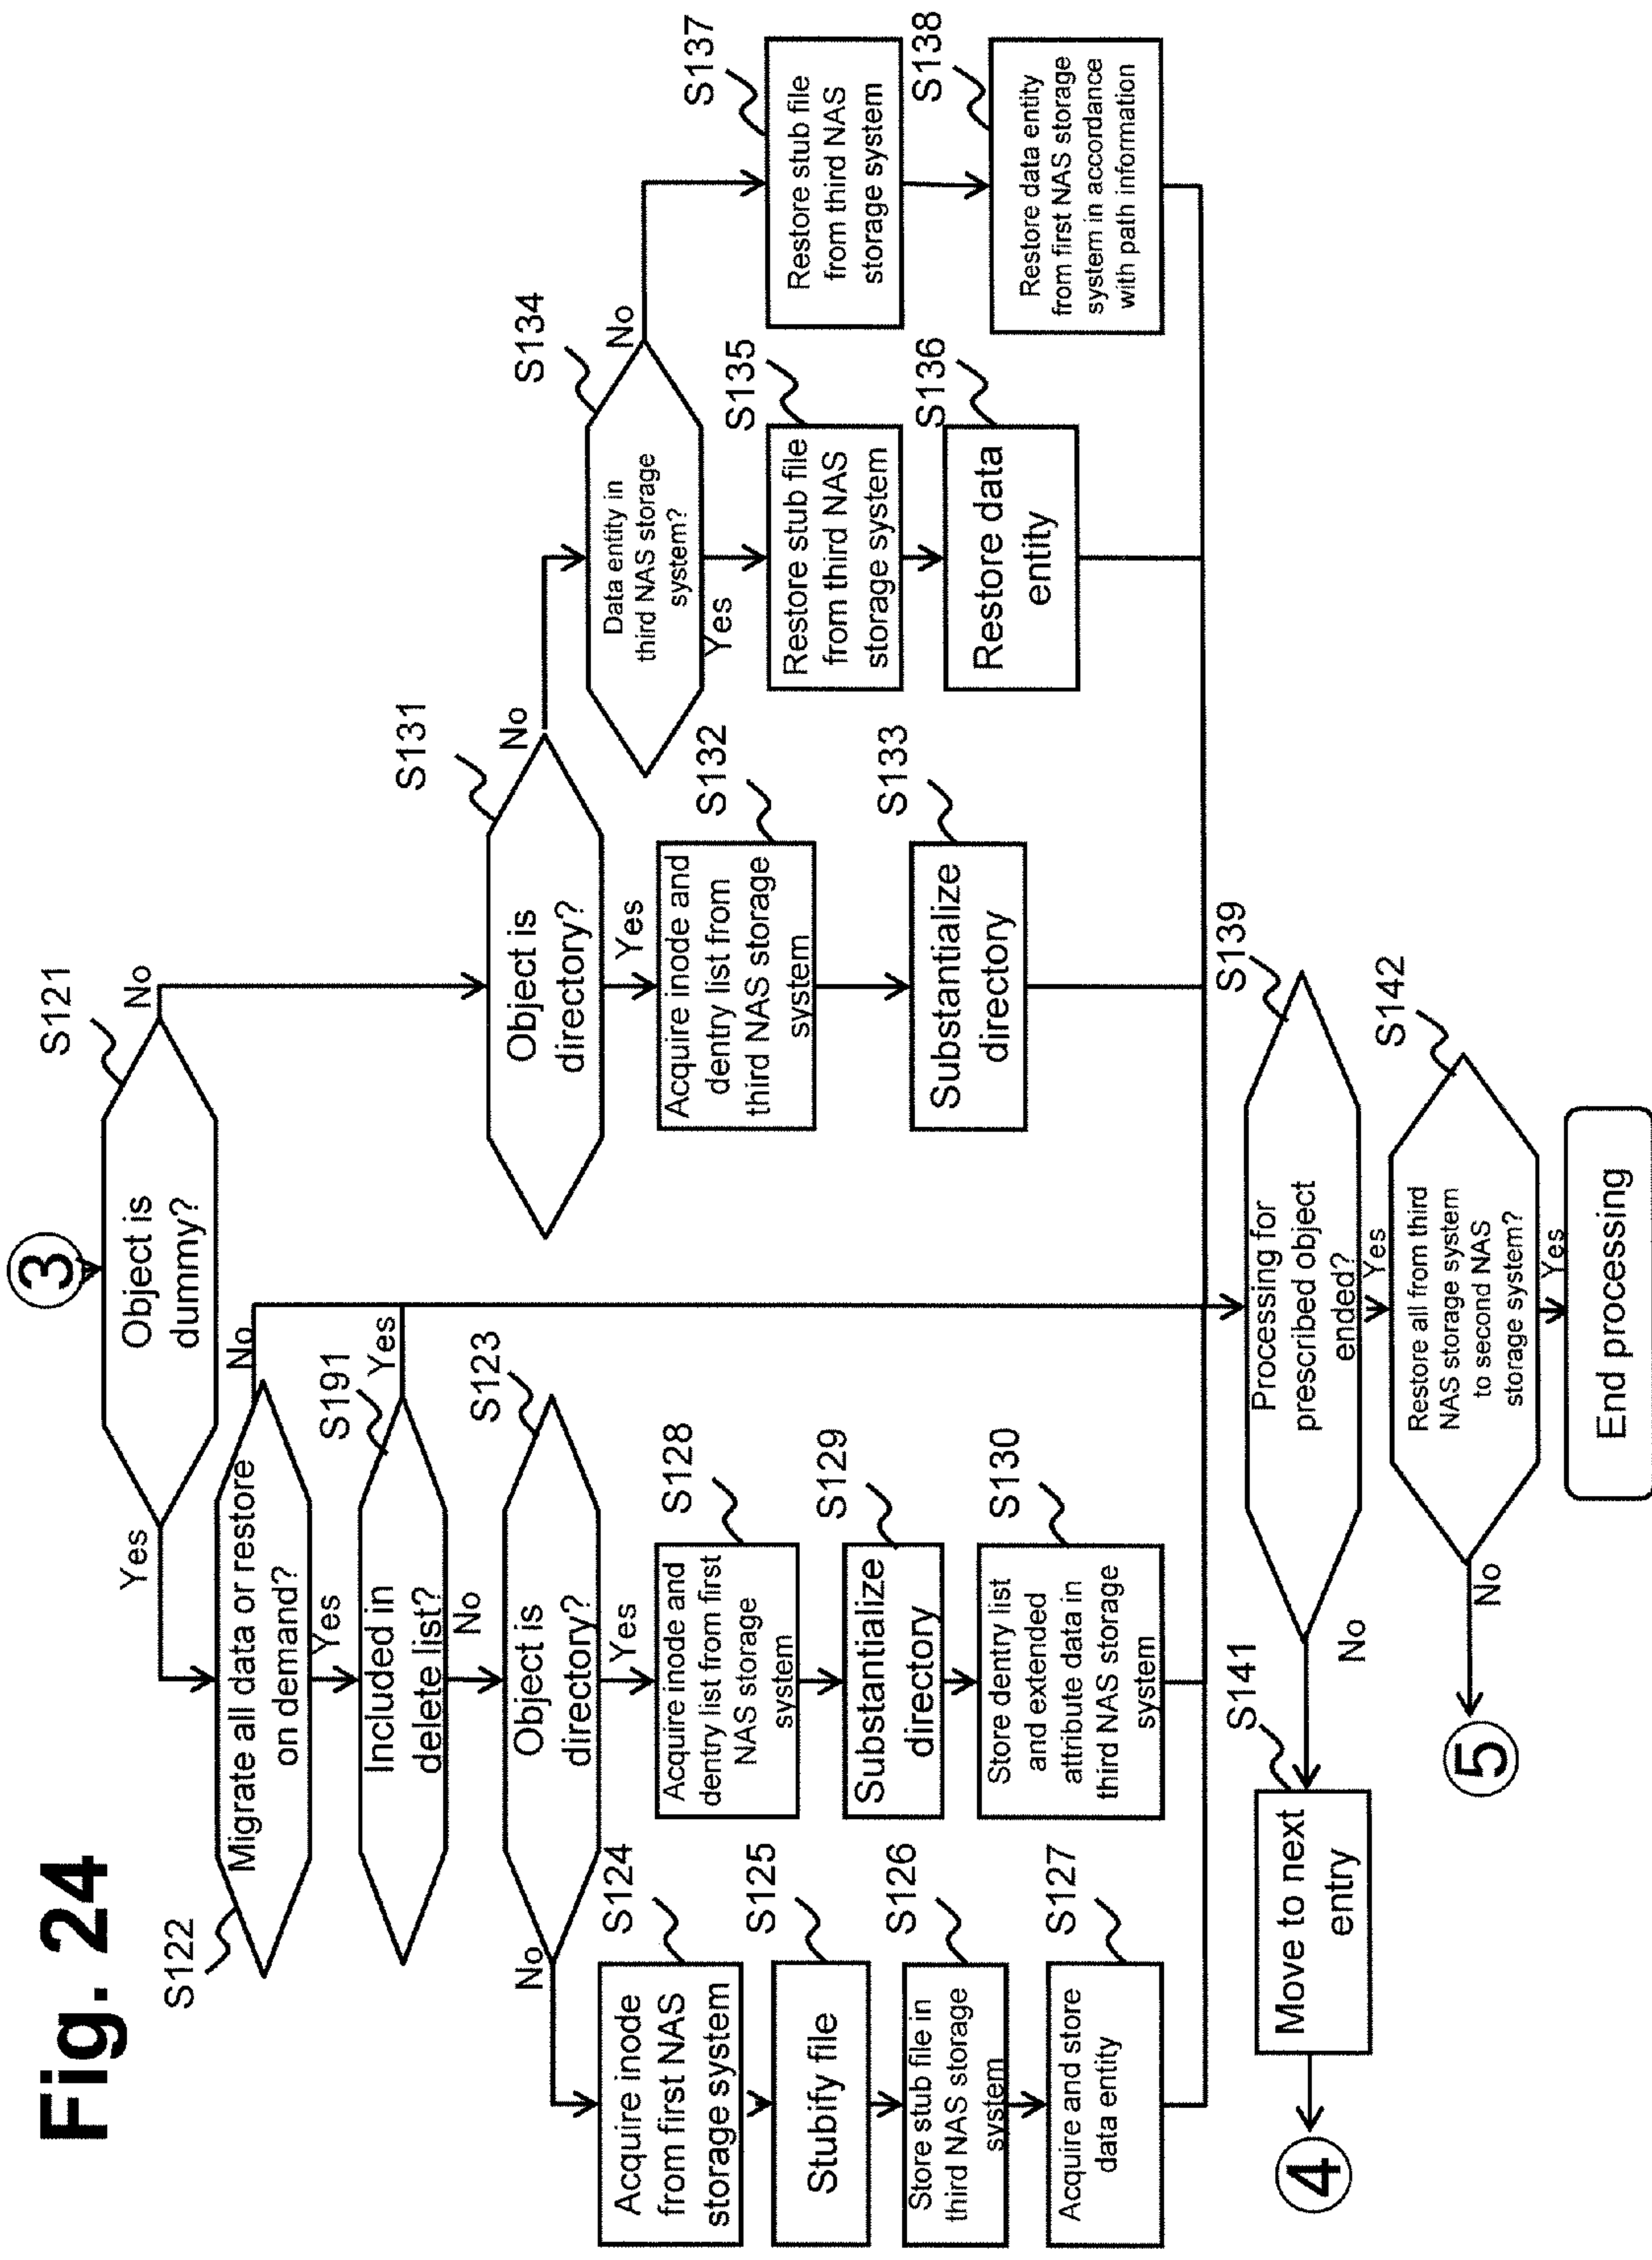 Fig. 24
3
S121
Object is
dummy?
Yes
No
S122
Migrate all data or restore
on demand?
No
Yes
S191
Included in
delete list?
Yes
No
S123
Object is
directory?
No
Yes
S124
Acquire inode
from first NAS
storage system
S125
Stubify file
S126
Store stub file in
third NAS storage
system
S127
Acquire and store
data entity
S128
Acquire inode and
dentry list from first
NAS storage
system
S129
Substantialize
directory
S130
Store dentry list
and extended
attribute data in
third NAS storage
system
S131
Object is
directory?
No
Yes
S132
Acquire inode and
dentry list from
third NAS storage
system
S133
Substantialize
directory
S134
Data entity in
third NAS storage
system?
No
Yes
S135
Restore stub file
from third NAS
storage system
S136
Restore data
entity
S137
Restore stub file
from third NAS
storage system
S138
Restore data entity
from first NAS storage
system in accordance
with path information
S139
Processing for
prescribed object
ended?
No
Yes
S141
Move to next
entry
4
S142
Restore all from third
NAS storage system
to second NAS
storage system?
No
Yes
5
End processing